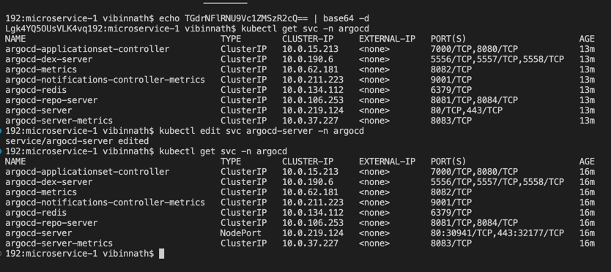 192:microservice-1 vibinnath$ echo TGdrNFlRNU9Vc1ZMSzR2cQ== | base64 -d
Lgk4YQ50UsVLK4vq192:microservice-1 vibinnath$ kubectl get svc -n argocd
NAME TYPE CLUSTER-IP EXTERNAL-IP PORT(S) AGE
argocd-applicationset-controller ClusterIP 10.0.15.213 <none> 7000/TCP,8080/TCP 13m
argocd-dex-server ClusterIP 10.0.190.6 <none> 5556/TCP,5557/TCP,5558/TCP 13m
argocd-metrics ClusterIP 10.0.62.181 <none> 8082/TCP 13m
argocd-notifications-controller-metrics ClusterIP 10.0.211.223 <none> 9001/TCP 13m
argocd-redis ClusterIP 10.0.134.112 <none> 6379/TCP 13m
argocd-repo-server ClusterIP 10.0.106.253 <none> 8081/TCP,8084/TCP 13m
argocd-server ClusterIP 10.0.219.124 <none> 80/TCP,443/TCP 13m
argocd-server-metrics ClusterIP 10.0.37.227 <none> 8083/TCP 13m
192:microservice-1 vibinnath$ kubectl edit svc argocd-server -n argocd
service/argocd-server edited
192:microservice-1 vibinnath$ kubectl get svc -n argocd
NAME TYPE CLUSTER-IP EXTERNAL-IP PORT(S) AGE
argocd-applicationset-controller ClusterIP 10.0.15.213 <none> 7000/TCP,8080/TCP 16m
argocd-dex-server ClusterIP 10.0.190.6 <none> 5556/TCP,5557/TCP,5558/TCP 16m
argocd-metrics ClusterIP 10.0.62.181 <none> 8082/TCP 16m
argocd-notifications-controller-metrics ClusterIP 10.0.211.223 <none> 9001/TCP 16m
argocd-redis ClusterIP 10.0.134.112 <none> 6379/TCP 16m
argocd-repo-server ClusterIP 10.0.106.253 <none> 8081/TCP,8084/TCP 16m
argocd-server NodePort 10.0.219.124 <none> 80:30941/TCP,443:32177/TCP 16m
argocd-server-metrics ClusterIP 10.0.37.227 <none> 8083/TCP 16m
192:microservice-1 vibinnath$